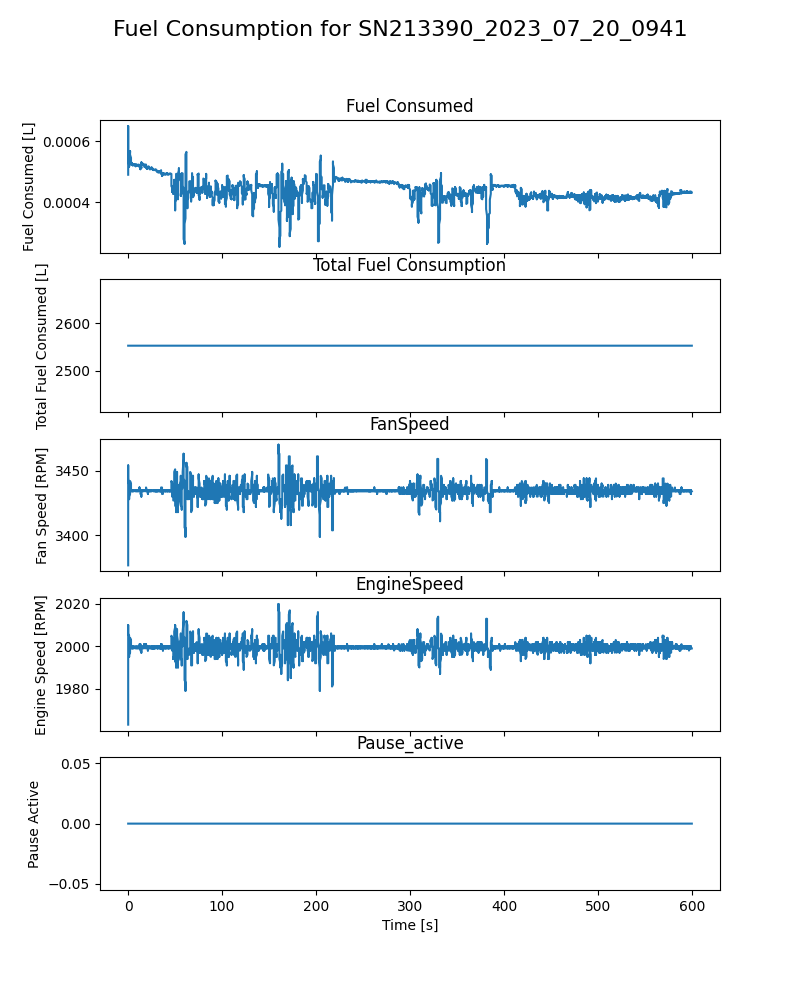 Fuel Consumption for SN213390_2023_07_20_0941
Fuel Consumed
Fuel Consumed [L]
0.0006
0.0004
Total Fuel Consumption
Total Fuel Consumed [L]
2600
2500
FanSpeed
Fan Speed [RPM]
3450
3400
EngineSpeed
Engine Speed [RPM]
2020
2000
1980
Pause_active
Pause Active
0.05
0.00
−0.05
0 100 200 300 400 500 600
Time [s]